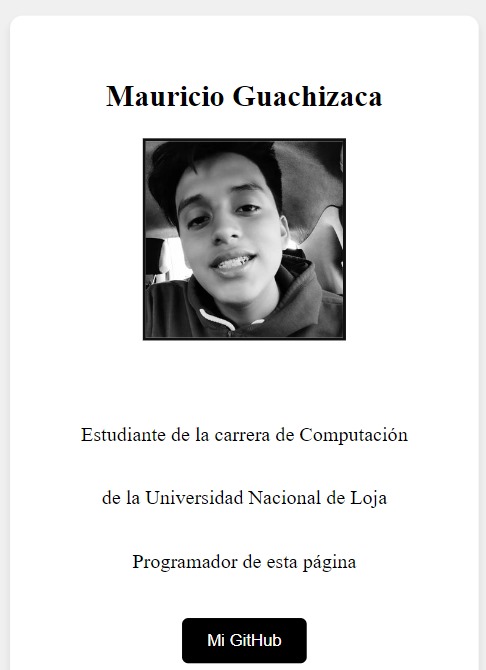 Mauricio Guachizaca
Estudiante de la carrera de Computación
de la Universidad Nacional de Loja
Programador de esta página
Mi GitHub